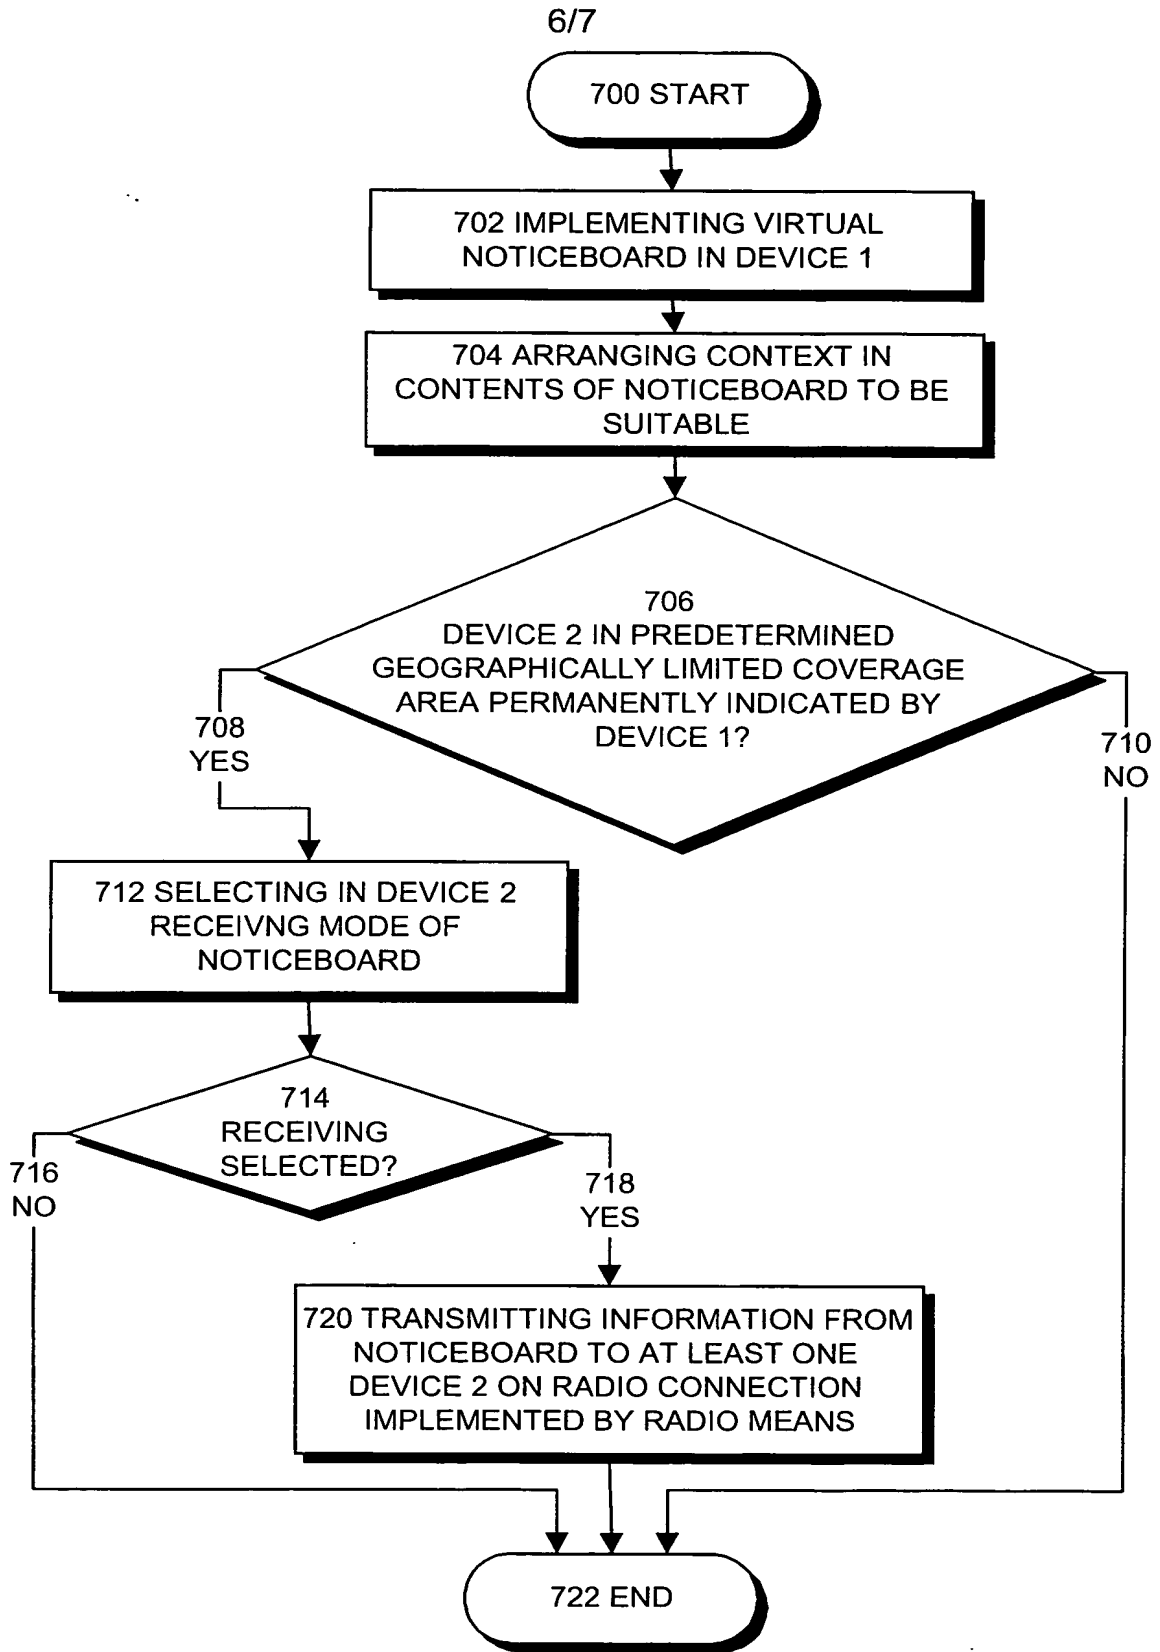 6/7
700 START
702 IMPLEMENTING VIRTUAL
NOTICEBOARD IN DEVICE 1
704 ARRANGING CONTEXT IN
CONTENTS OF NOTICEBOARD TO BE
SUITABLE
706
DEVICE 2 IN PREDETERMINED
GEOGRAPHICALLY LIMITED COVERAGE
AREA PERMANENTLY INDICATED BY
DEVICE 1?
708
YES
710
NO
712 SELECTING IN DEVICE 2
RECEIVNG MODE OF
NOTICEBOARD
714
RECEIVING
SELECTED?
716
NO
718
YES
720 TRANSMITTING INFORMATION FROM
NOTICEBOARD TO AT LEAST ONE
DEVICE 2 ON RADIO CONNECTION
IMPLEMENTED BY RADIO MEANS
722 END